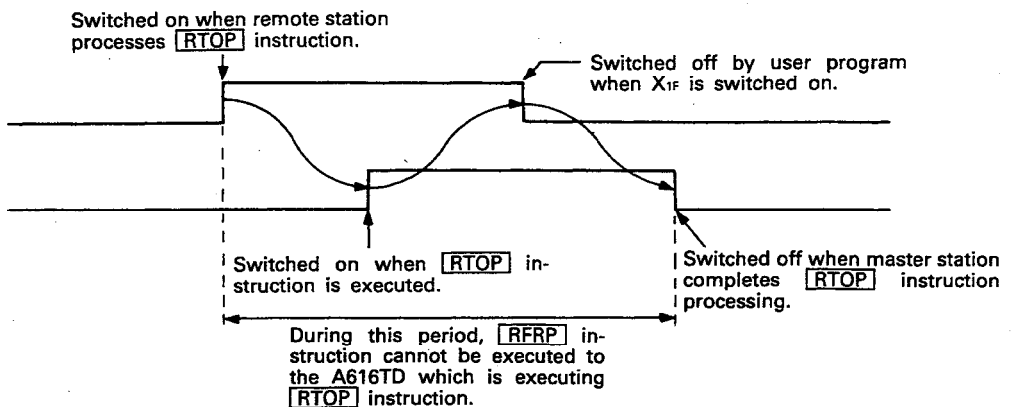 Switched on when remote station
processes RTOP instruction.
Switched off by user program
when X1F is switched on.
Switched on when RTOP in-
struction is executed.
Switched off when master station
completes RTOP instruction
processing.
During this period, RFRP in-
struction cannot be executed to
the A616TD which is executing
RTOP instruction.